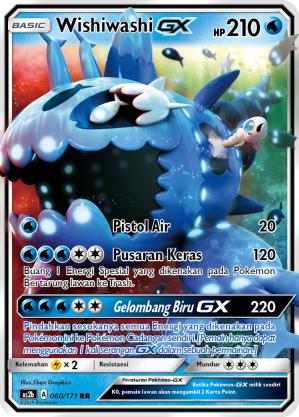 BASIC Wishiwashi GX HP 210
Pistol Air 20
Pusaran Keras 120
Buang 1 Energi Spesial yang dikenakan pada Pokémon
Bertarung lawan ke Trash.
Gelombang Biru GX 220
Pindahkan sesukanya semua Energi yang dikenakan pada
Pokémon ini ke Pokémon Cadangan sendiri. [Pemain hanya dapat
menggunakan 1 kali serangan GX dalam sebuah permainan.]
Kelemahan ×2 Resistansi Mundur
Illus. 5ban Graphics
Peraturan Pokémon-GX
Ketika Pokémon-GX milik sendiri
KO, pemain lawan akan mengambil 2 Kartu Point.
AS2b A 060/171 RR